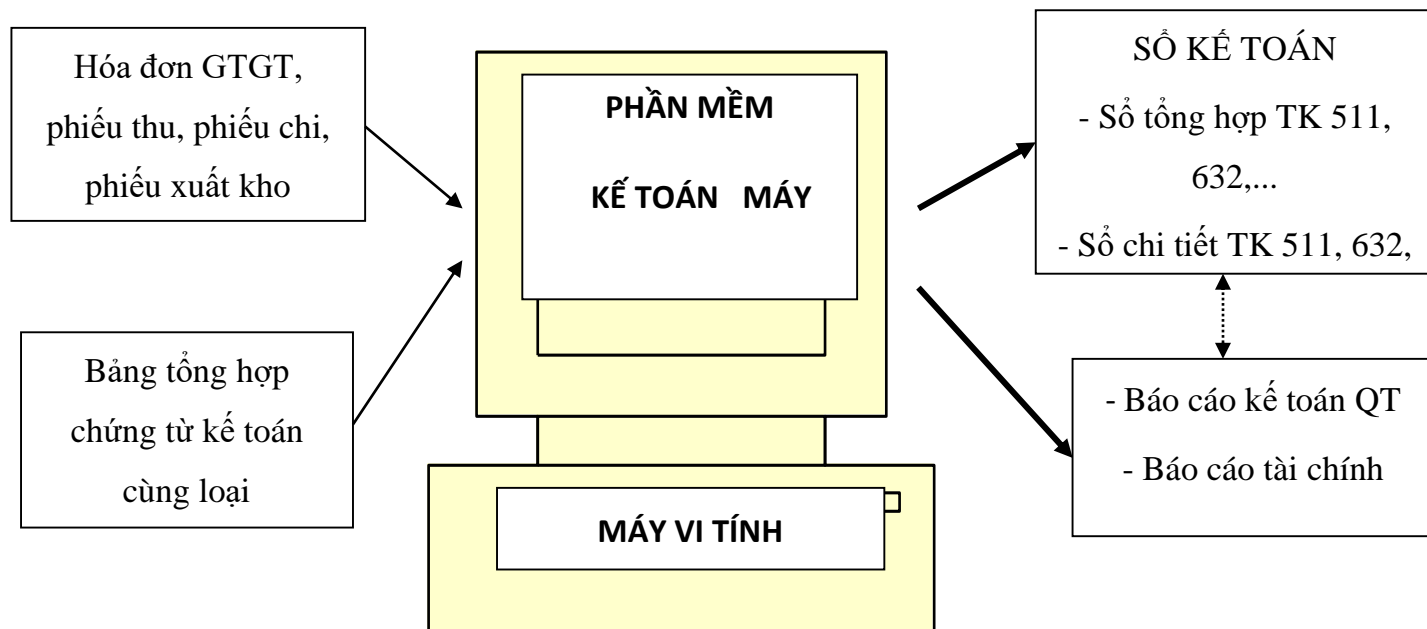 Hóa đơn GTGT,
phiếu thu, phiếu chi,
phiếu xuất kho
Bảng tổng hợp
chứng từ kế toán
cùng loại
PHẦN MỀM
KẾ TOÁN MÁY
MÁY VI TÍNH
SỔ KẾ TOÁN
- Sổ tổng hợp TK 511,
632,...
- Sổ chi tiết TK 511, 632,
- Báo cáo kế toán QT
- Báo cáo tài chính